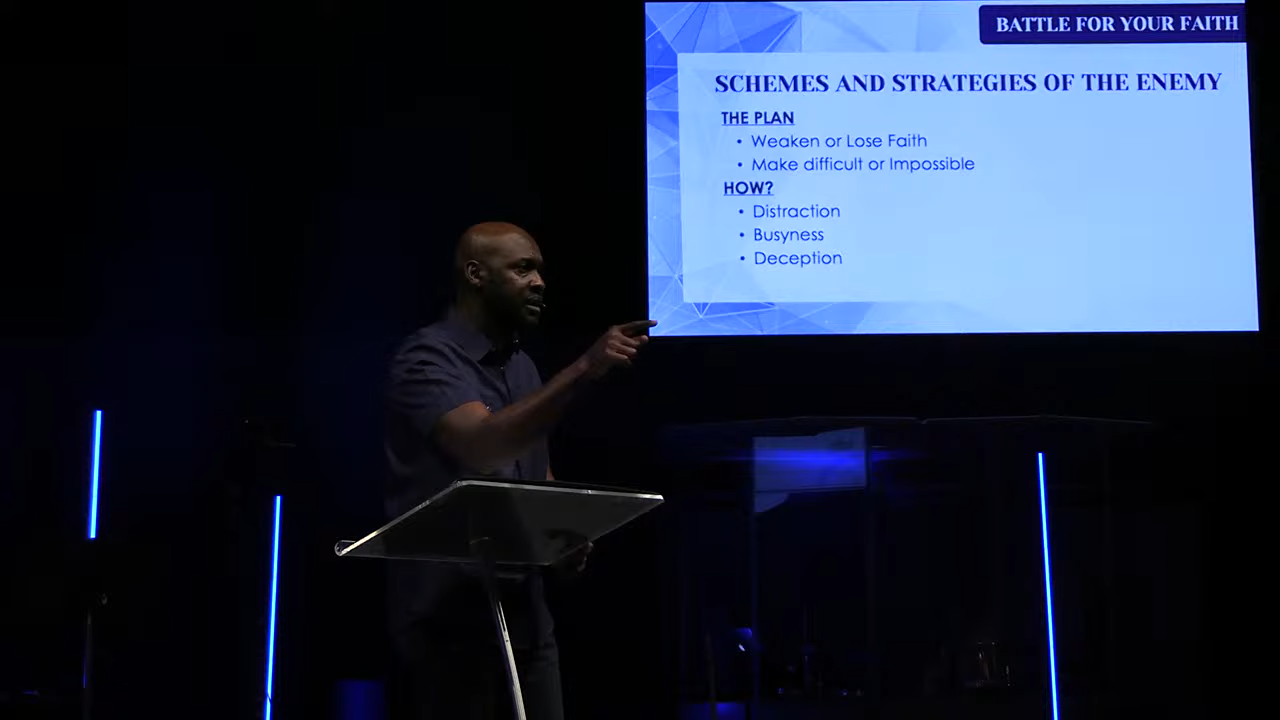 BATTLE FOR YOUR FAITH
SCHEMES AND STRATEGIES OF THE ENEMY
THE PLAN
• Weaken or Lose Faith
• Make difficult or Impossible
HOW?
• Distraction
• Busyness
• Deception